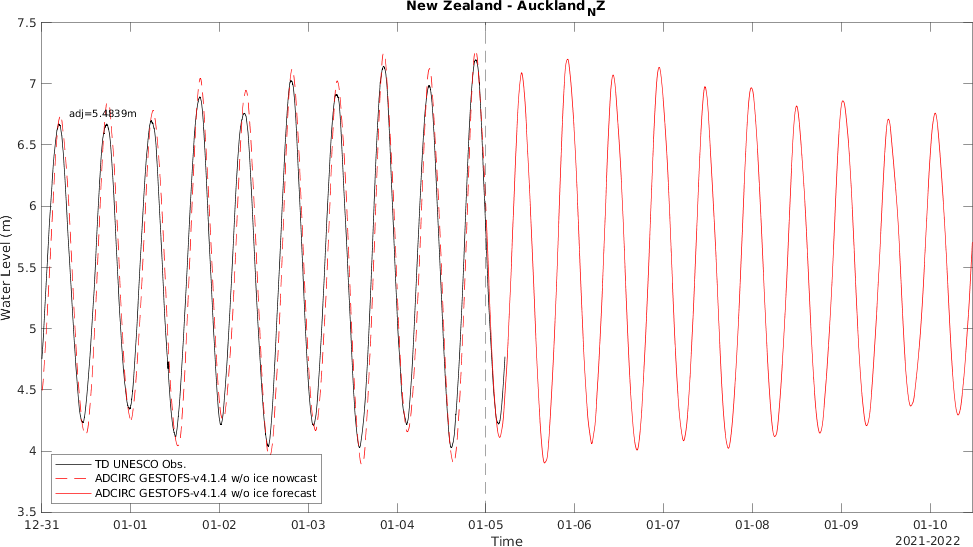 New Zealand - Auckland_NZ
7.5
7
6.5
6
5.5
5
4.5
4
3.5
Water Level (m)
adj=5.4839m
TD UNESCO Obs.
ADCIRC GESTOFS-v4.1.4 w/o ice nowcast
ADCIRC GESTOFS-v4.1.4 w/o ice forecast
12-31 01-01 01-02 01-03 01-04 01-05 01-06 01-07 01-08 01-09 01-10
Time
2021-2022